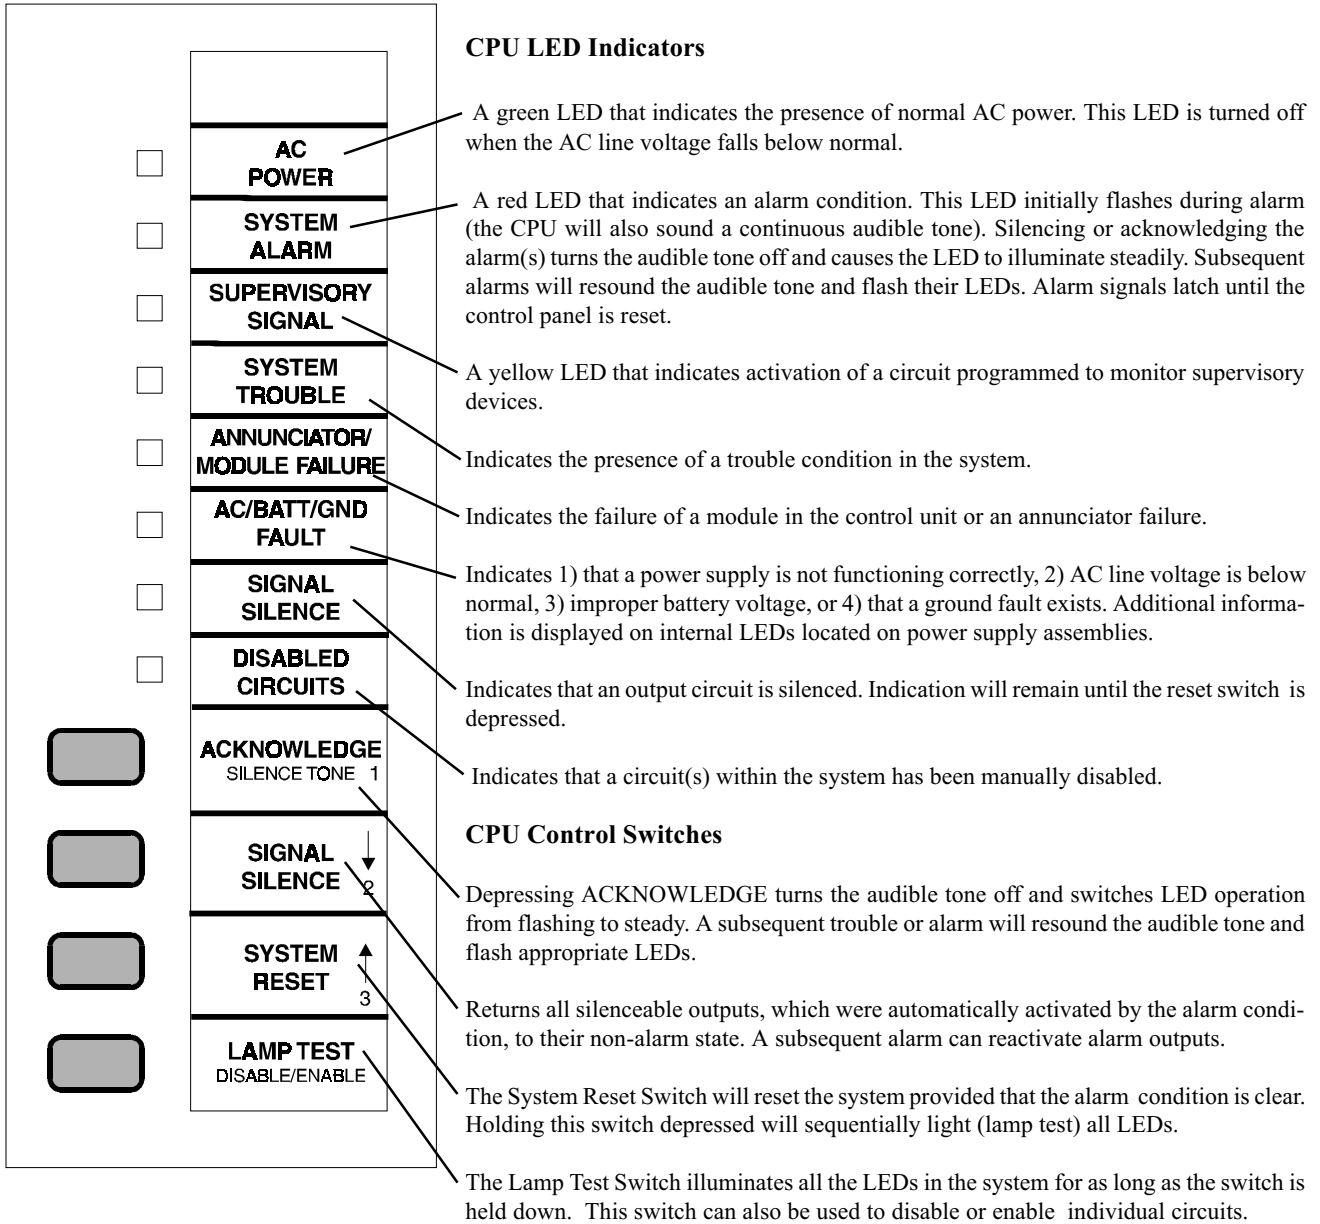 CPU LED Indicators
A green LED that indicates the presence of normal AC power. This LED is turned off
when the AC line voltage falls below normal.
AC
POWER
A red LED that indicates an alarm condition. This LED initially flashes during alarm
(the CPU will also sound a continuous audible tone). Silencing or acknowledging the
alarm(s) turns the audible tone off and causes the LED to illuminate steadily. Subsequent
alarms will resound the audible tone and flash their LEDs. Alarm signals latch until the
control panel is reset.
SYSTEM
ALARM
SUPERVISORY
SIGNAL
A yellow LED that indicates activation of a circuit programmed to monitor supervisory
devices.
SYSTEM
TROUBLE
Indicates the presence of a trouble condition in the system.
ANNUNCIATOR/
MODULE FAILURE
Indicates the failure of a module in the control unit or an annunciator failure.
AC/BATT/GND
FAULT
Indicates 1) that a power supply is not functioning correctly, 2) AC line voltage is below
normal, 3) improper battery voltage, or 4) that a ground fault exists. Additional informa-
tion is displayed on internal LEDs located on power supply assemblies.
SIGNAL
SILENCE
Indicates that an output circuit is silenced. Indication will remain until the reset switch is
depressed.
DISABLED
CIRCUITS
Indicates that a circuit(s) within the system has been manually disabled.
CPU Control Switches
ACKNOWLEDGE
SILENCE TONE 1
Depressing ACKNOWLEDGE turns the audible tone off and switches LED operation
from flashing to steady. A subsequent trouble or alarm will resound the audible tone and
flash appropriate LEDs.
SIGNAL
SILENCE 2
Returns all silenceable outputs, which were automatically activated by the alarm condi-
tion, to their non-alarm state. A subsequent alarm can reactivate alarm outputs.
SYSTEM
RESET
3
The System Reset Switch will reset the system provided that the alarm condition is clear.
Holding this switch depressed will sequentially light (lamp test) all LEDs.
LAMP TEST
DISABLE/ENABLE
The Lamp Test Switch illuminates all the LEDs in the system for as long as the switch is
held down. This switch can also be used to disable or enable individual circuits.